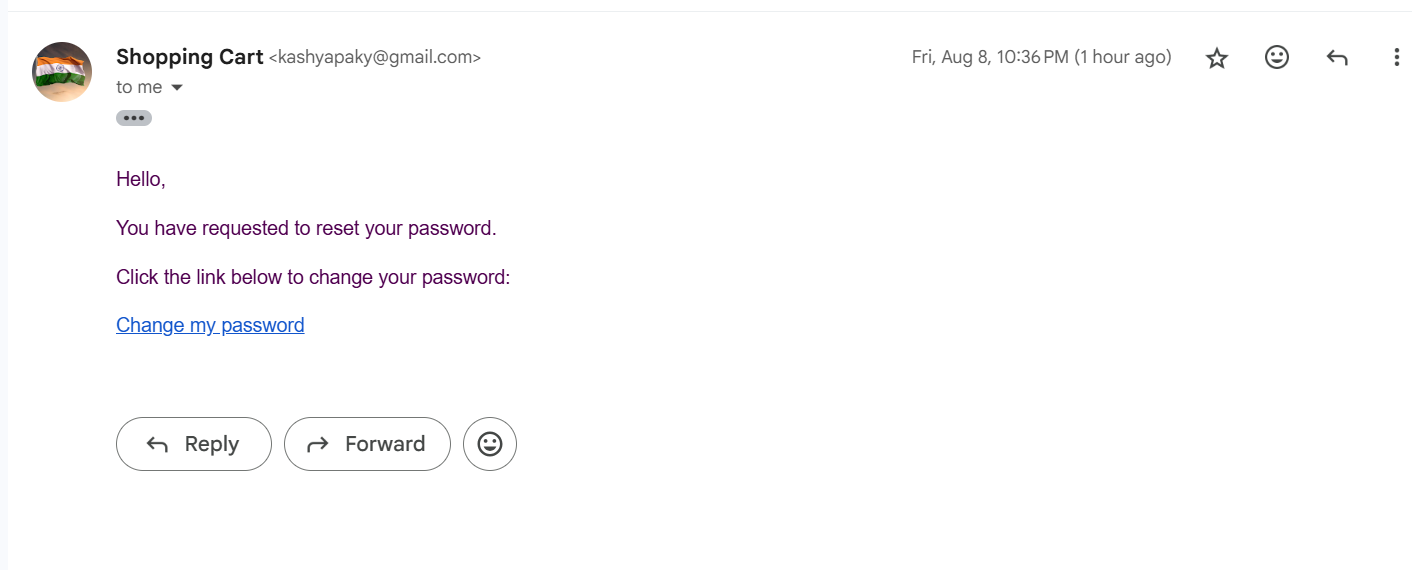 Shopping Cart <kashyapaky@gmail.com> Fri, Aug 8, 10:36 PM (1 hour ago)
to me
Hello,
You have requested to reset your password.
Click the link below to change your password:
Change my password
Reply Forward